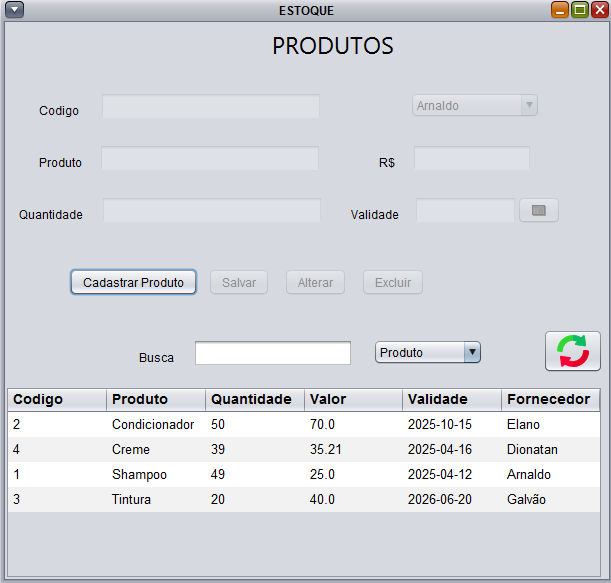 ESTOQUE
PRODUTOS
Codigo Arnaldo
Produto R$
Quantidade Validade
Cadastrar Produto Salvar Alterar Excluir
Busca Produto
Codigo Produto Quantidade Valor Validade Fornecedor
2 Condicionador 50 70.0 2025-10-15 Elano
4 Creme 39 35.21 2025-04-16 Dionatan
1 Shampoo 49 25.0 2025-04-12 Arnaldo
3 Tintura 20 40.0 2026-06-20 Galvão